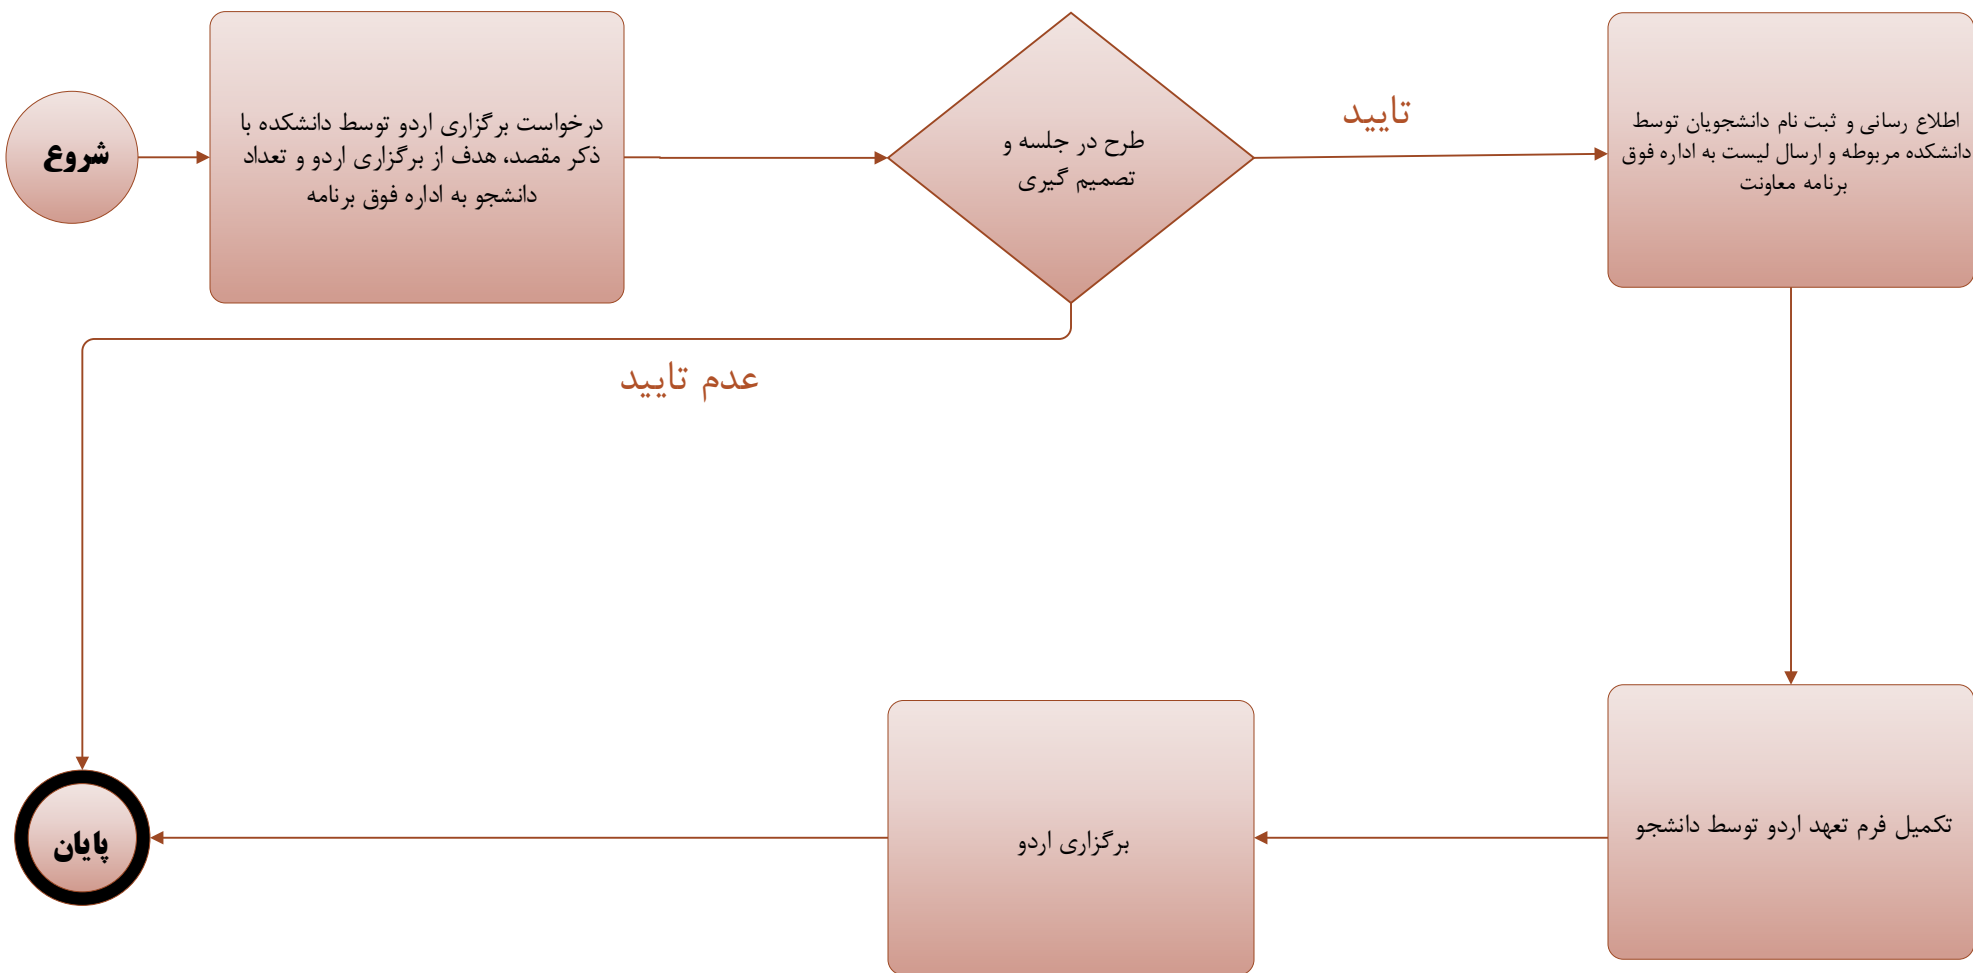 شروع
درخواست برگزاری اردو توسط دانشکده با
ذکر مقصد، هدف از برگزاری اردو و تعداد
دانشجو به اداره فوق برنامه
طرح در جلسه و
تصمیم گیری
تایید
اطلاع رسانی و ثبت نام دانشجویان توسط
دانشکده مربوطه و ارسال لیست به اداره فوق
برنامه معاونت
عدم تایید
تکمیل فرم تعهد اردو توسط دانشجو
برگزاری اردو
پایان